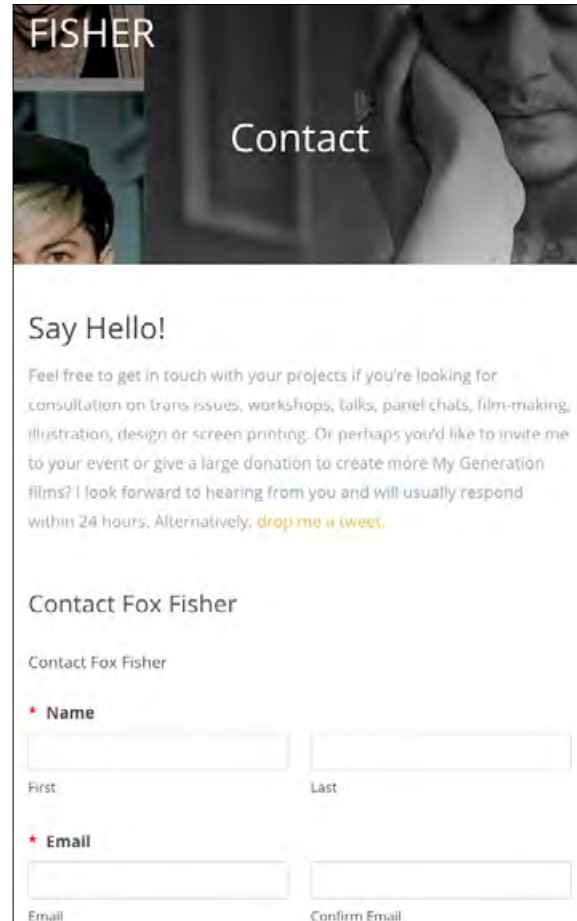 FISHER
Contact
Say Hello!
Feel free to get in touch with your projects if you're looking for
consultation on trans issues, workshops, talks, panel chats, film-making,
illustration, design or screen printing. Or perhaps you'd like to invite me
to your event or give a large donation to create more My Generation
films? I look forward to hearing from you and will usually respond
within 24 hours. Alternatively, drop me a tweet.
Contact Fox Fisher
Contact Fox Fisher
* Name
First Last
* Email
Email Confirm Email